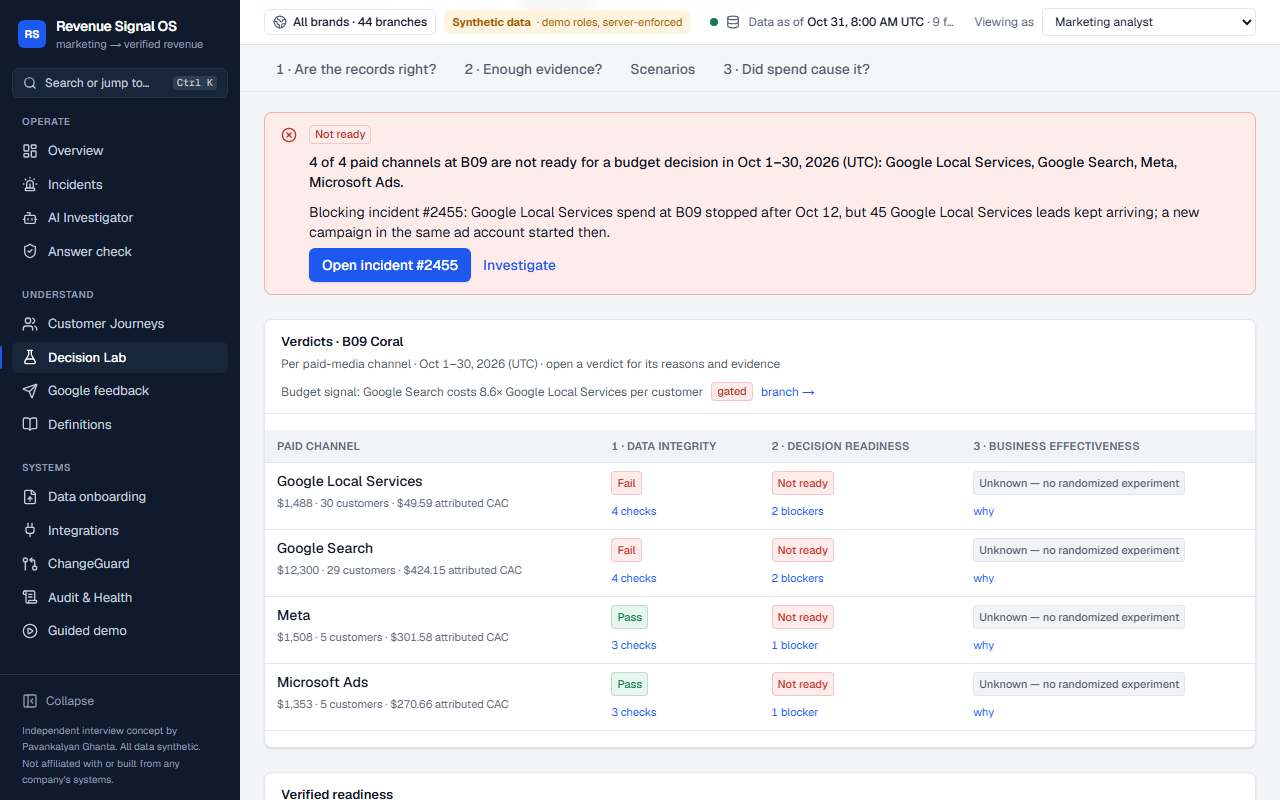 RS
Revenue Signal OS
marketing → verified revenue
Search or jump to...
Ctrl K
OPERATE
Overview
Incidents
AI Investigator
Answer check
UNDERSTAND
Customer Journeys
Decision Lab
Google feedback
Definitions
SYSTEMS
Data onboarding
Integrations
ChangeGuard
Audit & Health
Guided demo
Collapse
Independent interview concept by
Pavankalyan Ghanta. All data synthetic.
Not affiliated with or built from any
company's systems.
All brands · 44 branches
Synthetic data · demo roles, server-enforced
Data as of Oct 31, 8:00 AM UTC · 9 f...
Viewing as
Marketing analyst
1 · Are the records right?
2 · Enough evidence?
Scenarios
3 · Did spend cause it?
Not ready
4 of 4 paid channels at B09 are not ready for a budget decision in Oct 1–30, 2026 (UTC): Google Local Services, Google Search, Meta,
Microsoft Ads.
Blocking incident #2455: Google Local Services spend at B09 stopped after Oct 12, but 45 Google Local Services leads kept arriving; a new
campaign in the same ad account started then.
Open incident #2455
Investigate
Verdicts · B09 Coral
Per paid-media channel · Oct 1–30, 2026 (UTC) · open a verdict for its reasons and evidence
Budget signal: Google Search costs 8.6× Google Local Services per customer gated branch →
PAID CHANNEL 1 · DATA INTEGRITY 2 · DECISION READINESS 3 · BUSINESS EFFECTIVENESS
Google Local Services Fail Not ready Unknown — no randomized experiment
$1,488 · 30 customers · $49.59 attributed CAC 4 checks 2 blockers why
Google Search Fail Not ready Unknown — no randomized experiment
$12,300 · 29 customers · $424.15 attributed CAC 4 checks 2 blockers why
Meta Pass Not ready Unknown — no randomized experiment
$1,508 · 5 customers · $301.58 attributed CAC 3 checks 1 blocker why
Microsoft Ads Pass Not ready Unknown — no randomized experiment
$1,353 · 5 customers · $270.66 attributed CAC 3 checks 1 blocker why
Verified readiness